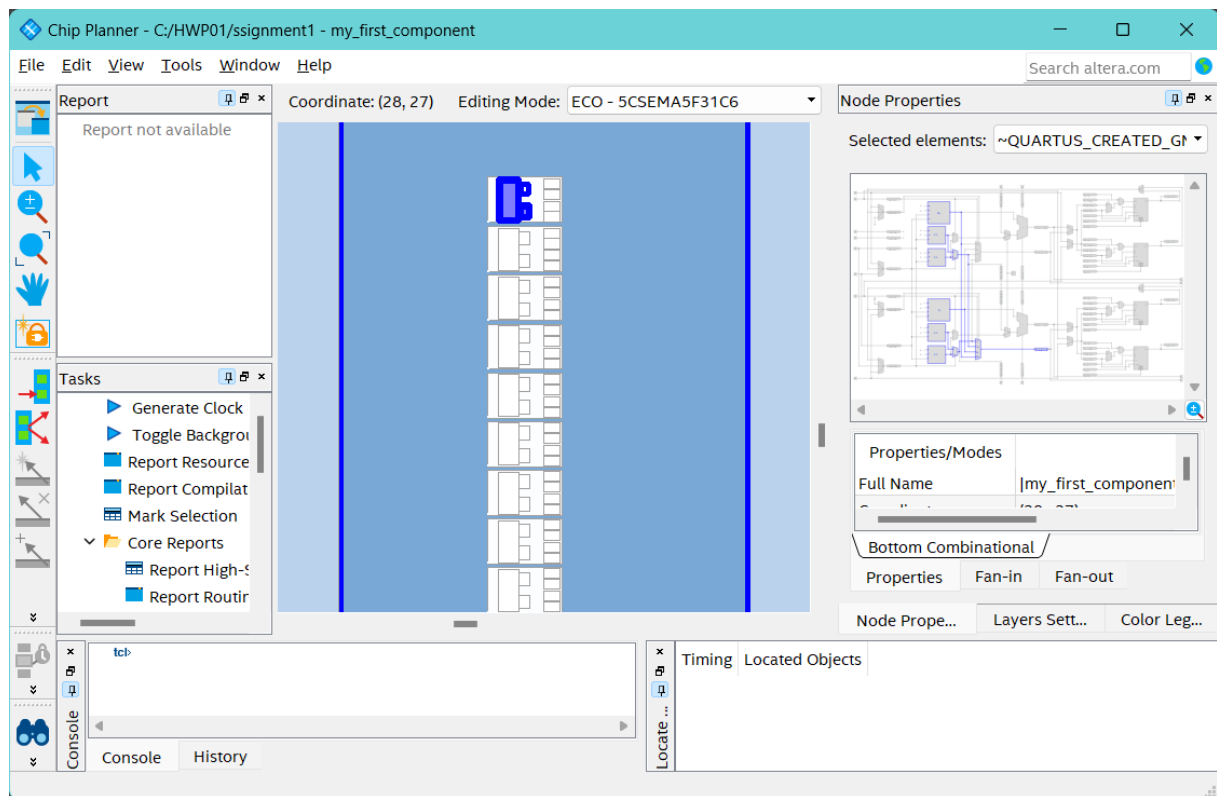 Chip Planner - C:/HWP01/ssignment1 - my_first_component
File Edit View Tools Window Help
Search altera.com
Report
Report not available
Coordinate: (28, 27) Editing Mode: ECO - 5CSEMA5F31C6
Node Properties
Selected elements: ~QUARTUS_CREATED_GN
Tasks
Generate Clock
Toggle Backgrou
Report Resource
Report Compilat
Mark Selection
Core Reports
Report High-S
Report Routin
Properties/Modes
Full Name |my_first_component
Bottom Combinational
Properties Fan-in Fan-out
Node Prope... Layers Sett... Color Leg...
Console
tcl>
Console History
Locate ...
Timing Located Objects